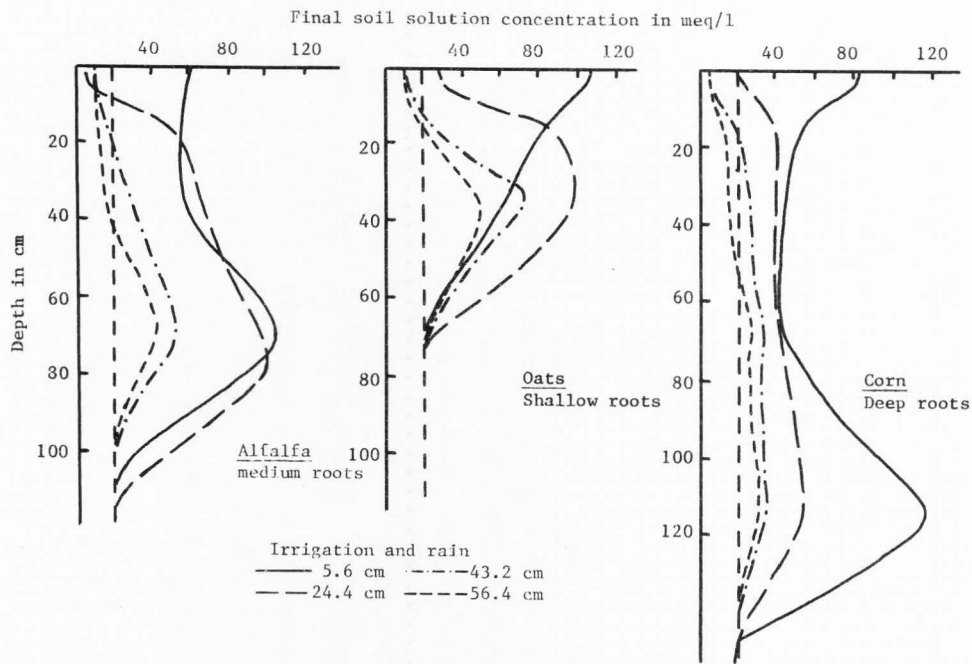 Final soil solution concentration in meq/l
40 80 120
40 80 120
40 80 120
Depth in cm
20
40
60
80
100
20
40
60
80
100
20
40
60
80
100
120
Alfalfa
medium roots
Oats
Shallow roots
Corn
Deep roots
Irrigation and rain
5.6 cm
43.2 cm
24.4 cm
56.4 cm